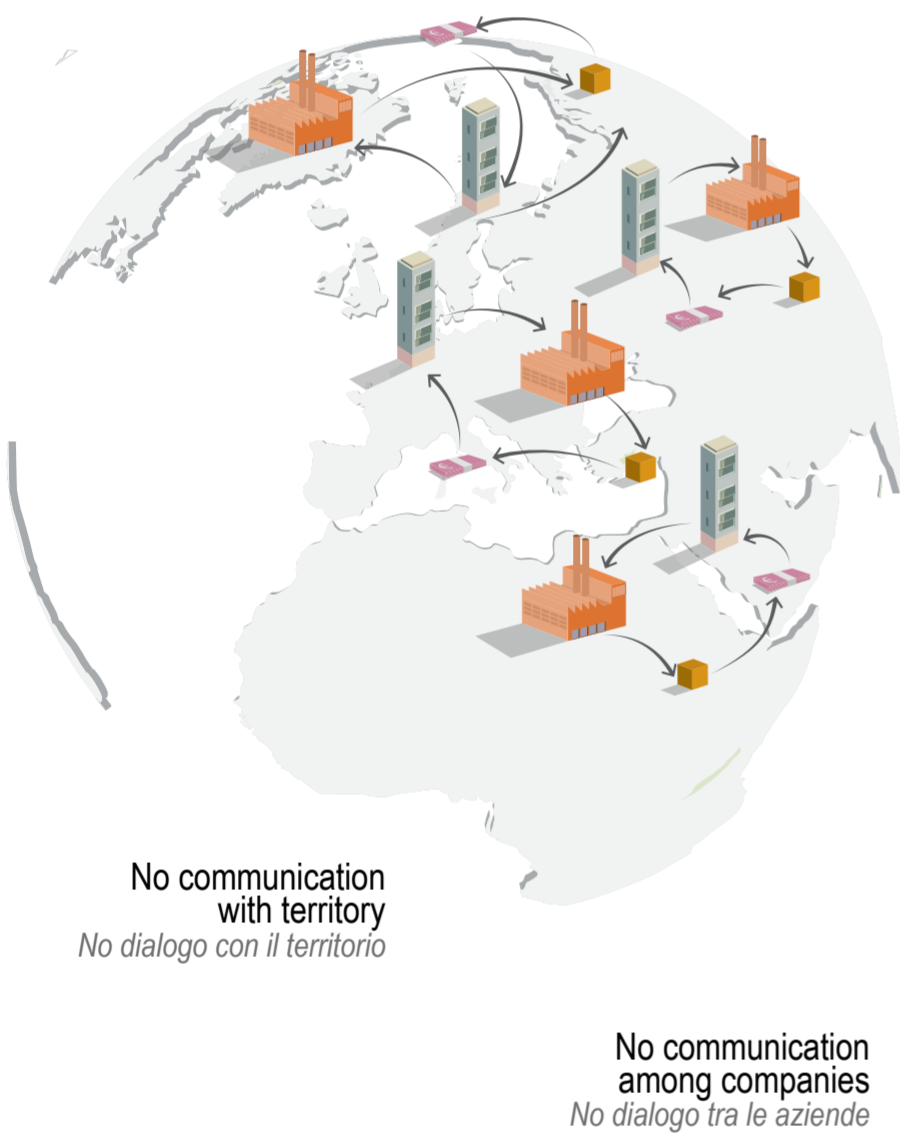 No communication
with territory
No dialogo con il territorio
No communication
among companies
No dialogo tra le aziende